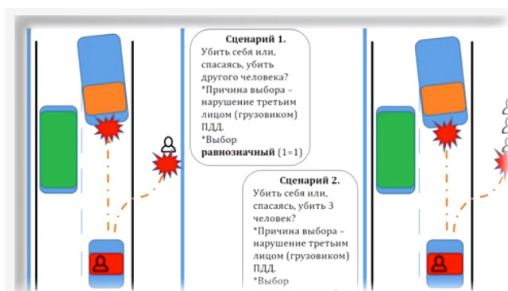 Сценарий 1.
Убить себя или,
спасаясь, убить
другого человека?
*Причина выбора –
нарушение третьим
лицом (грузовиком)
ПДД.
*Выбор
равнозначный (1=1)
Сценарий 2.
Убить себя или,
спасаясь, убить 3
человек?
*Причина выбора –
нарушение третьим
лицом (грузовиком)
ПДД.
*Выбор